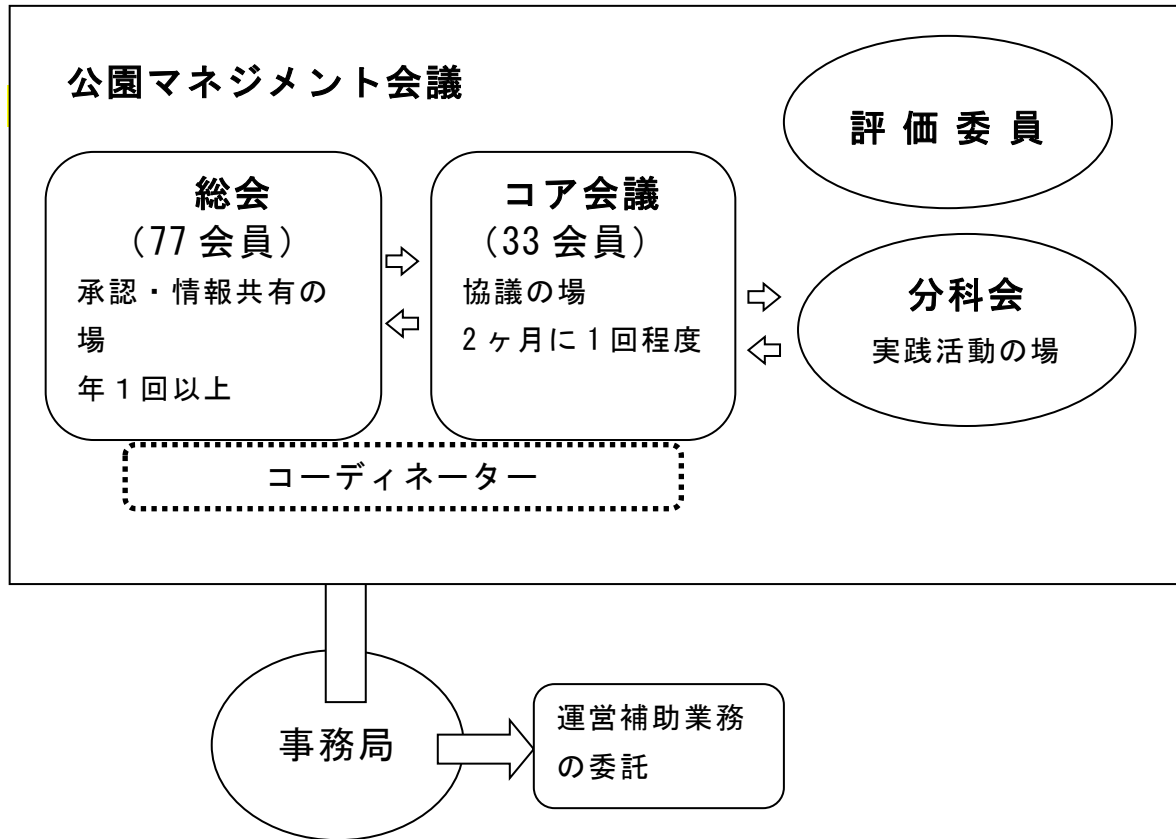 公園マネジメント会議
評価委員
総会
（77会員）
承認・情報共有の
場
年１回以上
コア会議
（33会員）
協議の場
2ヶ月に1回程度
分科会
実践活動の場
コーディネーター
事務局
運営補助業務
の委託